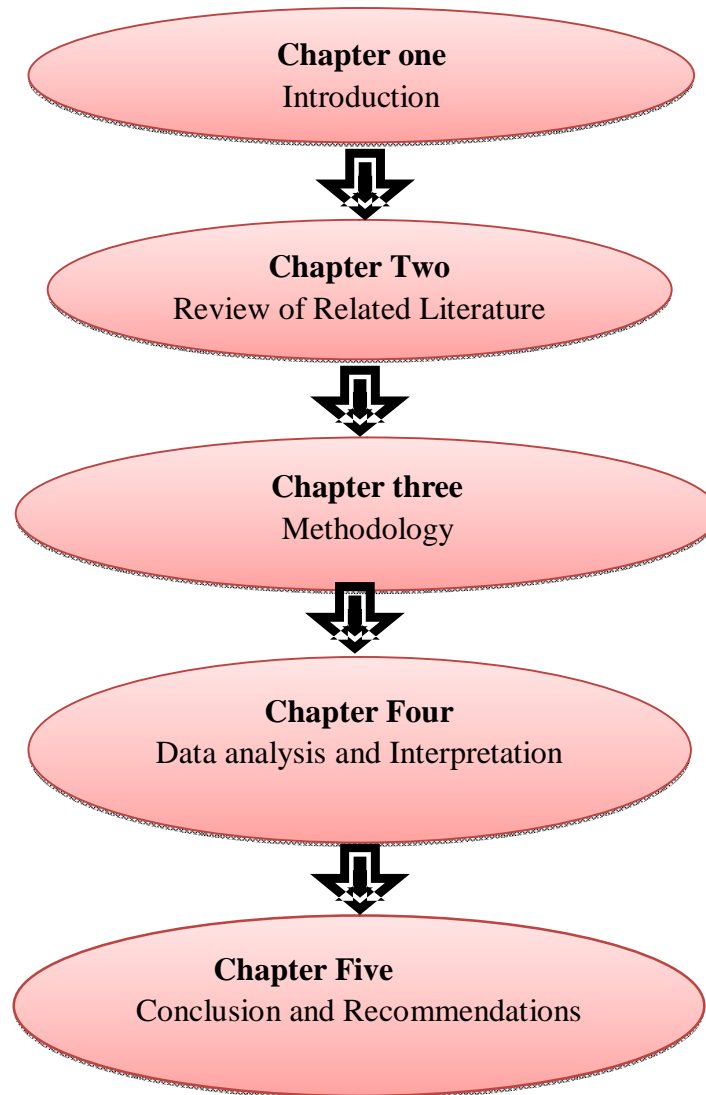 Chapter one
Introduction
Chapter Two
Review of Related Literature
Chapter three
Methodology
Chapter Four
Data analysis and Interpretation
Chapter Five
Conclusion and Recommendations